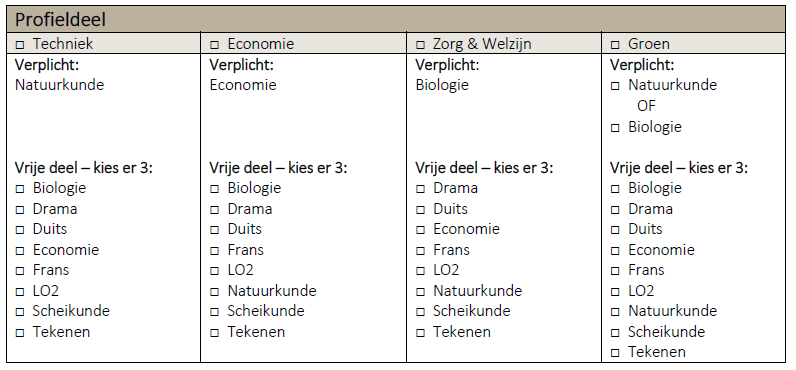 Profieldeel
□ Techniek
Verplicht:
Natuurkunde
Vrije deel – kies er 3:
□ Biologie
□ Drama
□ Duits
□ Economie
□ Frans
□ LO2
□ Scheikunde
□ Tekenen
□ Economie
Verplicht:
Economie
Vrije deel – kies er 3:
□ Biologie
□ Drama
□ Duits
□ Frans
□ LO2
□ Natuurkunde
□ Scheikunde
□ Tekenen
□ Zorg & Welzijn
Verplicht:
Biologie
Vrije deel – kies er 3:
□ Drama
□ Duits
□ Economie
□ Frans
□ LO2
□ Natuurkunde
□ Scheikunde
□ Tekenen
□ Groen
Verplicht:
□ Natuurkunde
OF
□ Biologie
Vrije deel – kies er 3:
□ Biologie
□ Drama
□ Duits
□ Economie
□ Frans
□ LO2
□ Natuurkunde
□ Scheikunde
□ Tekenen